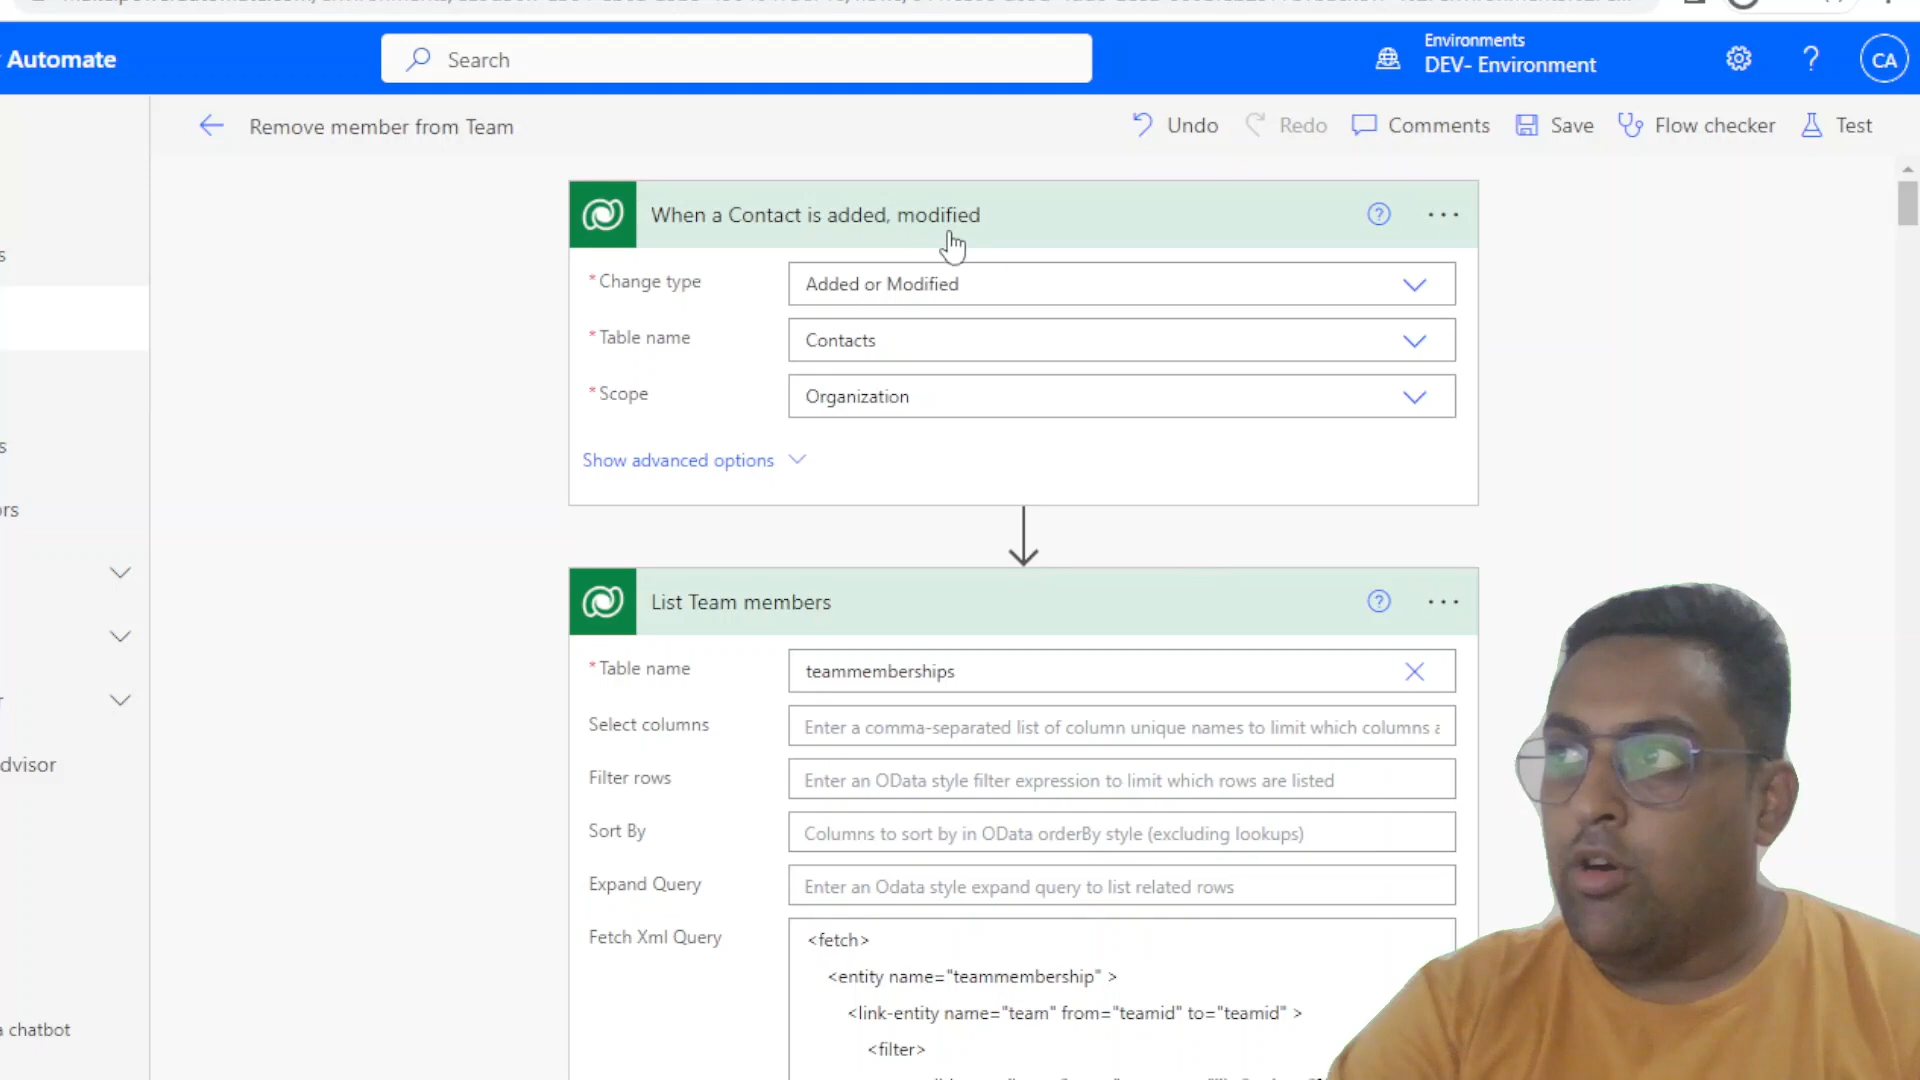 Automate
Search
Environments
DEV- Environment
?
CA
Remove member from Team
Undo
Redo
Comments
Save
Flow checker
Test
When a Contact is added, modified
?
...
* Change type
Added or Modified
* Table name
Contacts
* Scope
Organization
Show advanced options
List Team members
?
...
* Table name
teammemberships
Select columns
Enter a comma-separated list of column unique names to limit which columns a
Filter rows
Enter an OData style filter expression to limit which rows are listed
Sort By
Columns to sort by in OData orderBy style (excluding lookups)
Expand Query
Enter an Odata style expand query to list related rows
Fetch Xml Query
<fetch>
<entity name="teammembership" >
<link-entity name="team" from="teamid" to="teamid" >
<filter>
s
s
ors
r
dvisor
a chatbot